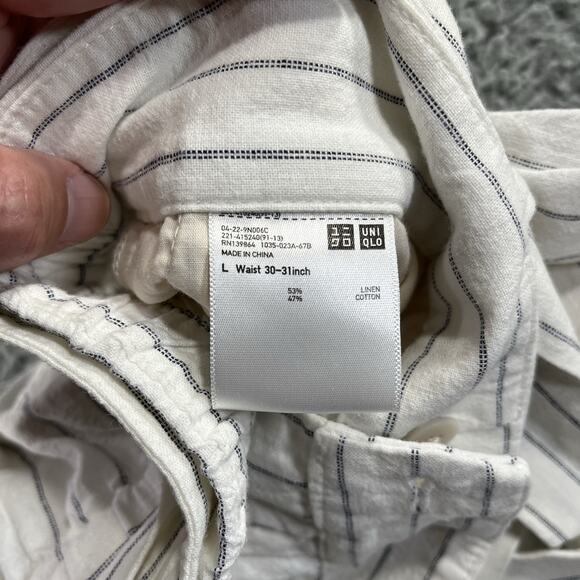 04-22-9N006C
221-415240(91-13)
RN139864 1035-023A-67B
MADE IN CHINA
ユニ
クロ
UNI
QLO
L Waist 30-31inch
53% LINEN
47% COTTON